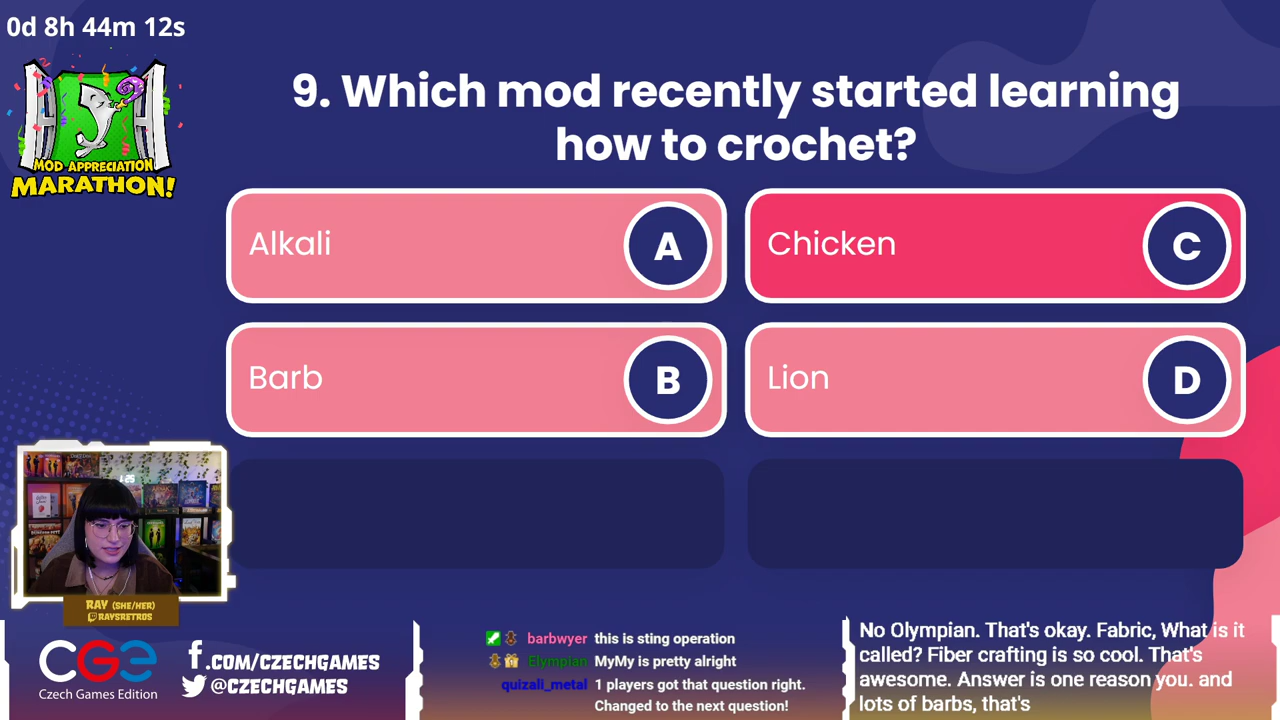 0d 8h 44m 12s
MOD APPRECIATION
MARATHON!
9. Which mod recently started learning
how to crochet?
Alkali A
Chicken C
Barb B
Lion D
RAY (SHE/HER)
RAYSRETROS
CGE
Czech Games Edition
f.COM/CZECHGAMES
@CZECHGAMES
barbwyer this is sting operation
Elympian MyMy is pretty alright
quizali_metal 1 players got that question right.
Changed to the next question!
No Olympian. That's okay. Fabric, What is it
called? Fiber crafting is so cool. That's
awesome. Answer is one reason you. and
lots of barbs, that's